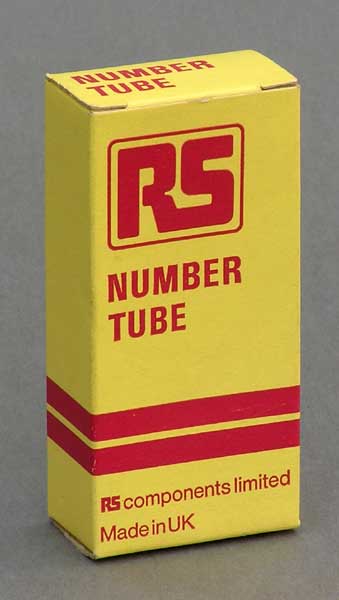 NUMBER
TUBE
RS
NUMBER
TUBE
RS components limited
Made in UK